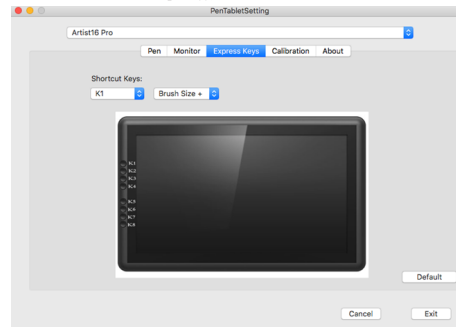 PenTabletSetting
Artist16 Pro
Pen Monitor Express Keys Calibration About
Shortcut Keys:
K1 Brush Size +
K1
K2
K3
K4
K5
K6
K7
K8
Default
Cancel Exit